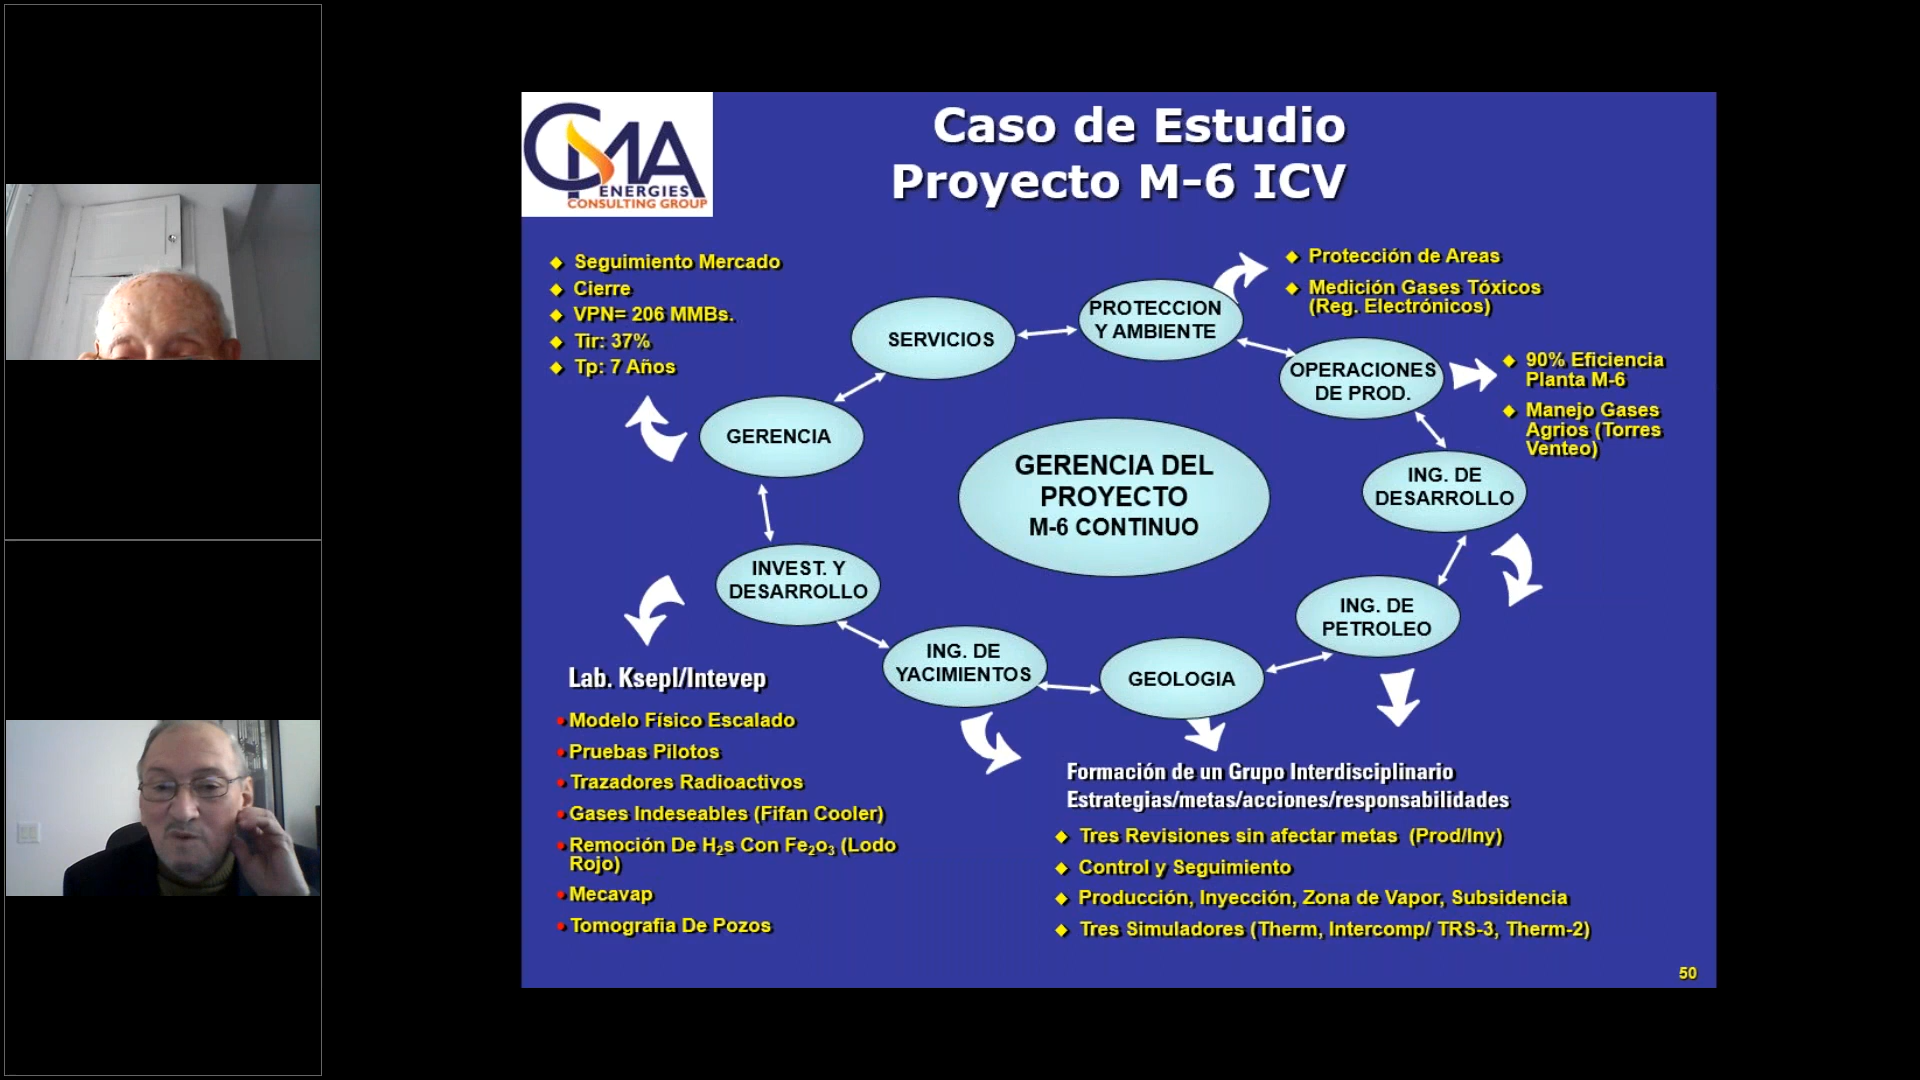 CMA
ENERGIES
CONSULTING GROUP
Caso de Estudio
Proyecto M-6 ICV
Seguimiento Mercado
Cierre
VPN= 206 MMBs.
Tir: 37%
Tp: 7 Años
SERVICIOS
PROTECCION
Y AMBIENTE
Protección de Areas
Medición Gases Tóxicos
(Reg. Electrónicos)
OPERACIONES
DE PROD.
90% Eficiencia
Planta M-6
Manejo Gases
Agrios (Torres
Venteo)
GERENCIA
GERENCIA DEL
PROYECTO
M-6 CONTINUO
ING. DE
DESARROLLO
INVEST. Y
DESARROLLO
ING. DE
PETROLEO
ING. DE
YACIMIENTOS
GEOLOGIA
Lab. Ksepl/Intevep
Modelo Físico Escalado
Pruebas Pilotos
Trazadores Radioactivos
Gases Indeseables (Fifan Cooler)
Remoción De H₂s Con Fe₂o₃ (Lodo
Rojo)
Mecavap
Tomografia De Pozos
Formación de un Grupo Interdisciplinario
Estrategias/metas/acciones/responsabilidades
Tres Revisiones sin afectar metas (Prod/Iny)
Control y Seguimiento
Producción, Inyección, Zona de Vapor, Subsidencia
Tres Simuladores (Therm, Intercomp/ TRS-3, Therm-2)
50